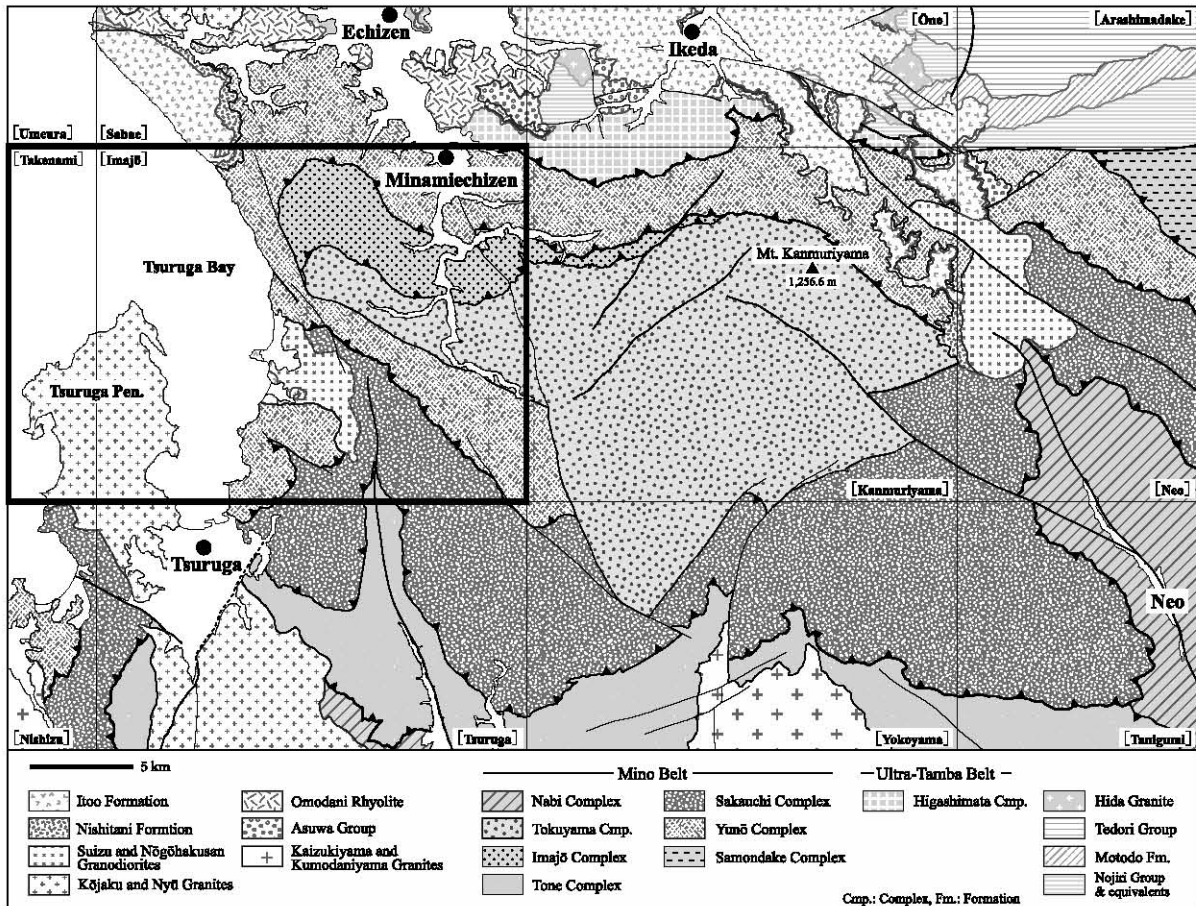 Echizen
Ikeda
[Ōno]
[Arashimadake]
[Umeura]
[Sabae]
[Takenami]
[Imajō]
Minamiechizen
Tsuruga Bay
Mt. Kanmuriyama
1,256.6 m
Tsuruga Pen.
[Kanmuriyama]
[Neo]
Tsuruga
Neo
[Nishizu]
[Tsuruga]
[Yokoyama]
[Tanigumi]
5 km
Mino Belt
Ultra-Tamba Belt
Itoo Formation
Omodani Rhyolite
Nabi Complex
Sakauchi Complex
Higashimata Cmp.
Hida Granite
Nishitani Formtion
Asuwa Group
Tokuyama Cmp.
Yunō Complex
Tedori Group
Suizu and Nōgōhakusan
Granodiorites
Kaizukiyama and
Kumodaniyama Granites
Imajō Complex
Samondake Complex
Motodo Fm.
Kōjaku and Nyū Granites
Tone Complex
Nojiri Group
& equivalents
Cmp.: Complex, Fm.: Formation